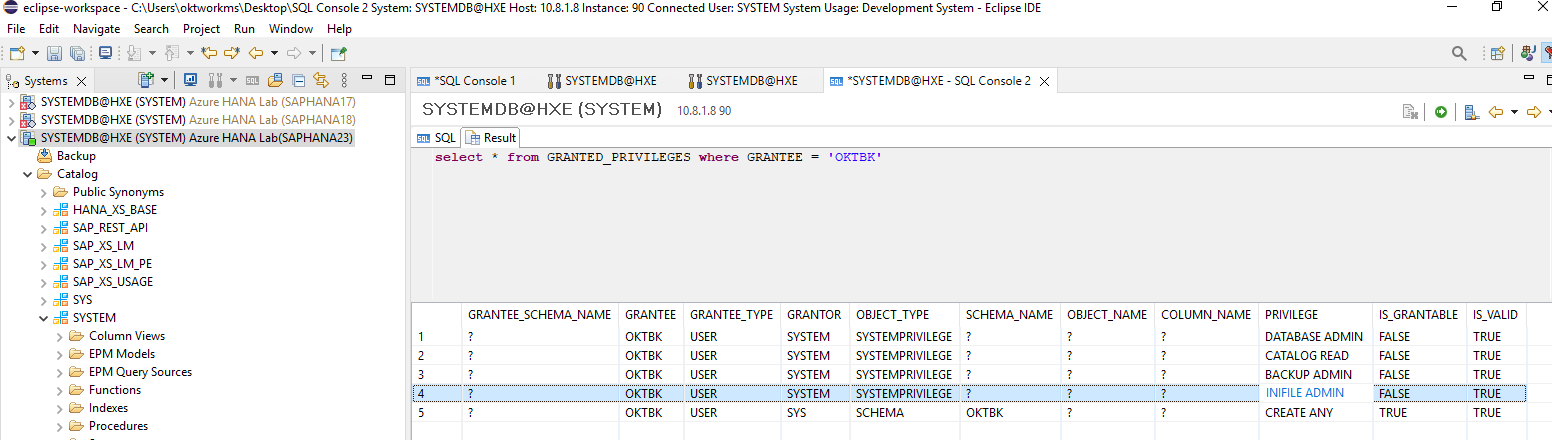 eclipse-workspace - C:\Users\oktworkms\Desktop\SQL Console 2 System: SYSTEMDB@HXE Host: 10.8.1.8 Instance: 90 Connected User: SYSTEM System Usage: Development System - Eclipse IDE
File Edit Navigate Search Project Run Window Help
Systems
SYSTEMDB@HXE (SYSTEM) Azure HANA Lab (SAPHANA17)
SYSTEMDB@HXE (SYSTEM) Azure HANA Lab (SAPHANA18)
SYSTEMDB@HXE (SYSTEM) Azure HANA Lab(SAPHANA23)
Backup
Catalog
Public Synonyms
HANA_XS_BASE
SAP_REST_API
SAP_XS_LM
SAP_XS_LM_PE
SAP_XS_USAGE
SYS
SYSTEM
Column Views
EPM Models
EPM Query Sources
Functions
Indexes
Procedures
SQL *SQL Console 1 SYSTEMDB@HXE SYSTEMDB@HXE SQL *SYSTEMDB@HXE - SQL Console 2
SYSTEMDB@HXE (SYSTEM) 10.8.1.8 90
SQL SQL Result
select * from GRANTED_PRIVILEGES where GRANTEE = 'OKTBK'
GRANTEE_SCHEMA_NAME GRANTEE GRANTEE_TYPE GRANTOR OBJECT_TYPE SCHEMA_NAME OBJECT_NAME COLUMN_NAME PRIVILEGE IS_GRANTABLE IS_VALID
1 ? OKTBK USER SYSTEM SYSTEMPRIVILEGE ? ? ? DATABASE ADMIN FALSE TRUE
2 ? OKTBK USER SYSTEM SYSTEMPRIVILEGE ? ? ? CATALOG READ FALSE TRUE
3 ? OKTBK USER SYSTEM SYSTEMPRIVILEGE ? ? ? BACKUP ADMIN FALSE TRUE
4 ? OKTBK USER SYSTEM SYSTEMPRIVILEGE ? ? ? INIFILE ADMIN FALSE TRUE
5 ? OKTBK USER SYS SCHEMA OKTBK ? ? CREATE ANY TRUE TRUE